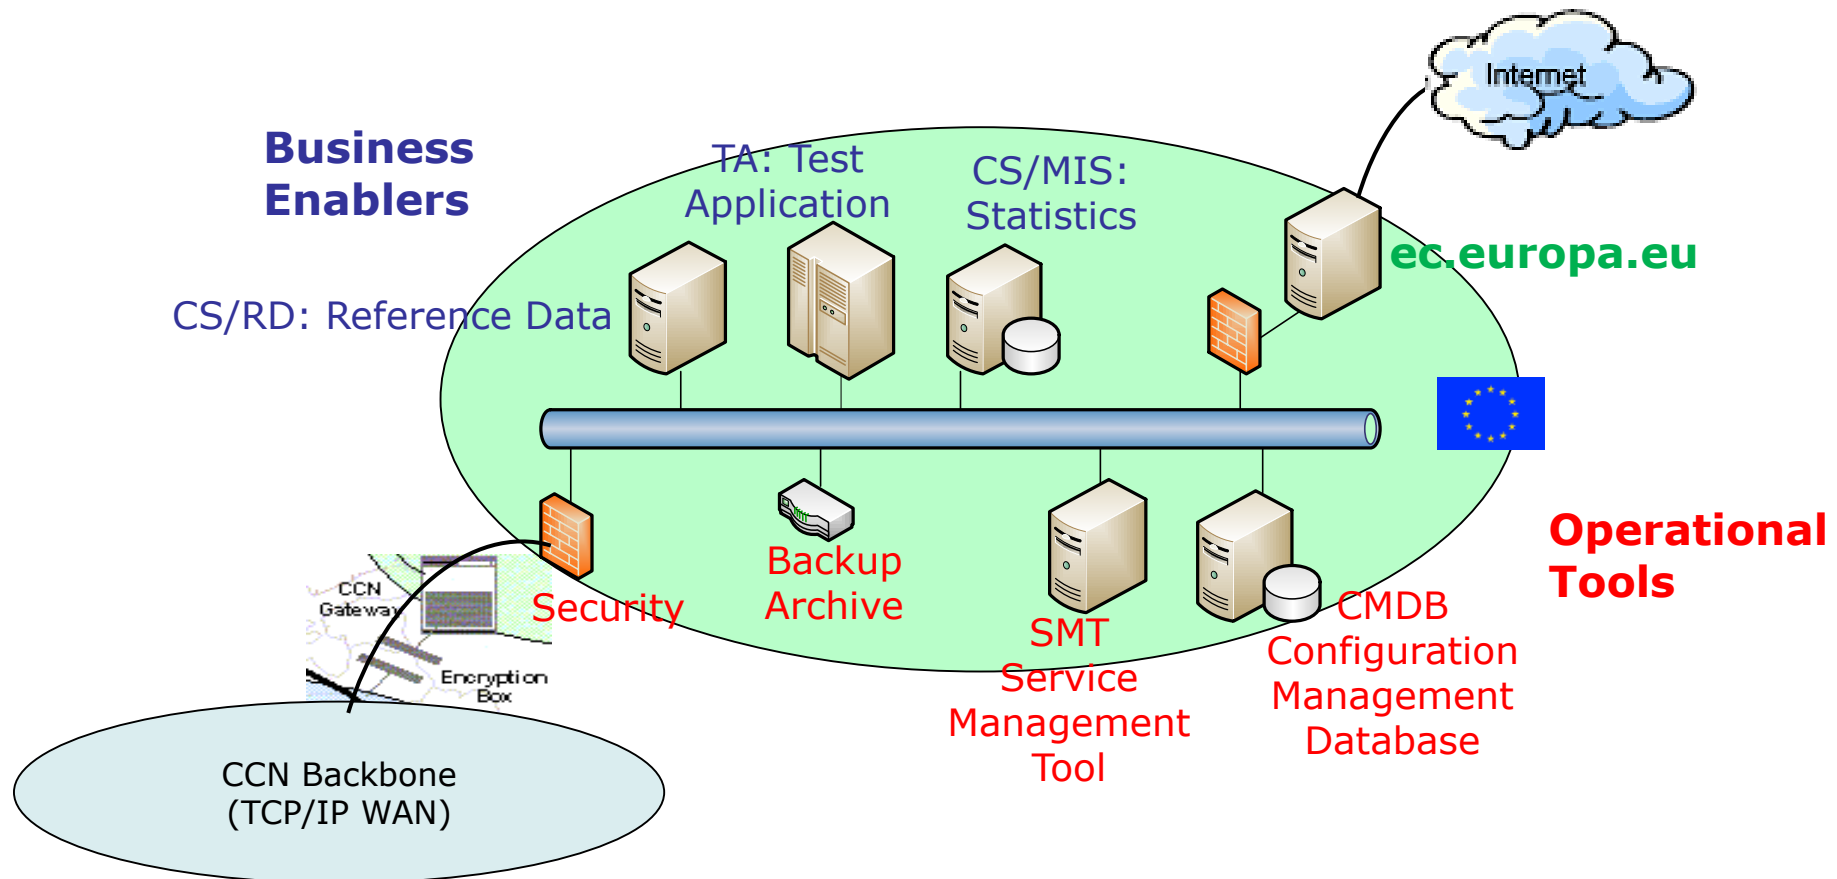 Internet
Business
Enablers
TA: Test
Application
CS/MIS:
Statistics
ec.europa.eu
CS/RD: Reference Data
Operational
Tools
Backup
Archive
CCN
Gateway
Security
Encryption
Box
SMT
Service
Management
Tool
CMDB
Configuration
Management
Database
CCN Backbone
(TCP/IP WAN)